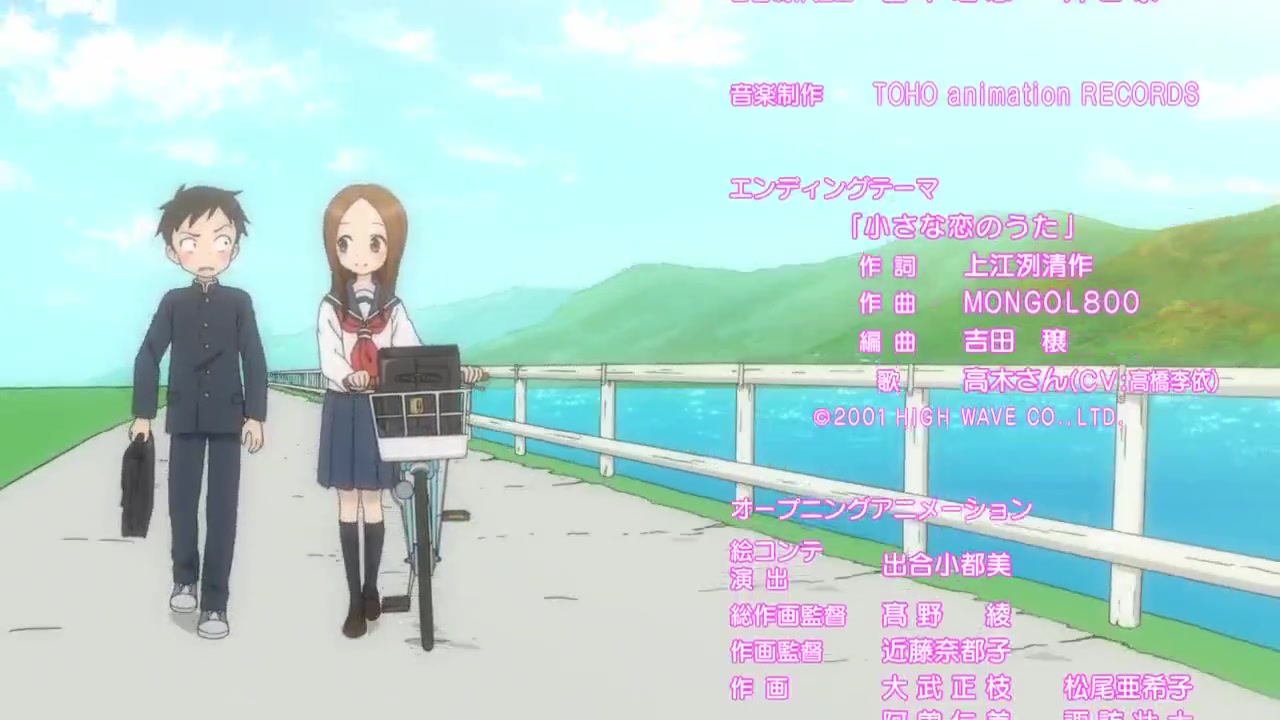 音楽制作 TOHO animation RECORDS
エンディングテーマ
「小さな恋のうた」
作詞 上江洌清作
作曲 MONGOL800
編曲 吉田 穣
歌 高木さん(CV:高橋李依)
©2001 HIGH WAVE CO.,LTD.
オープニングアニメーション
絵コンテ
演出 出合小都美
総作画監督 髙野 綾
作画監督 近藤奈都子
作画 大武正枝 松尾亜希子